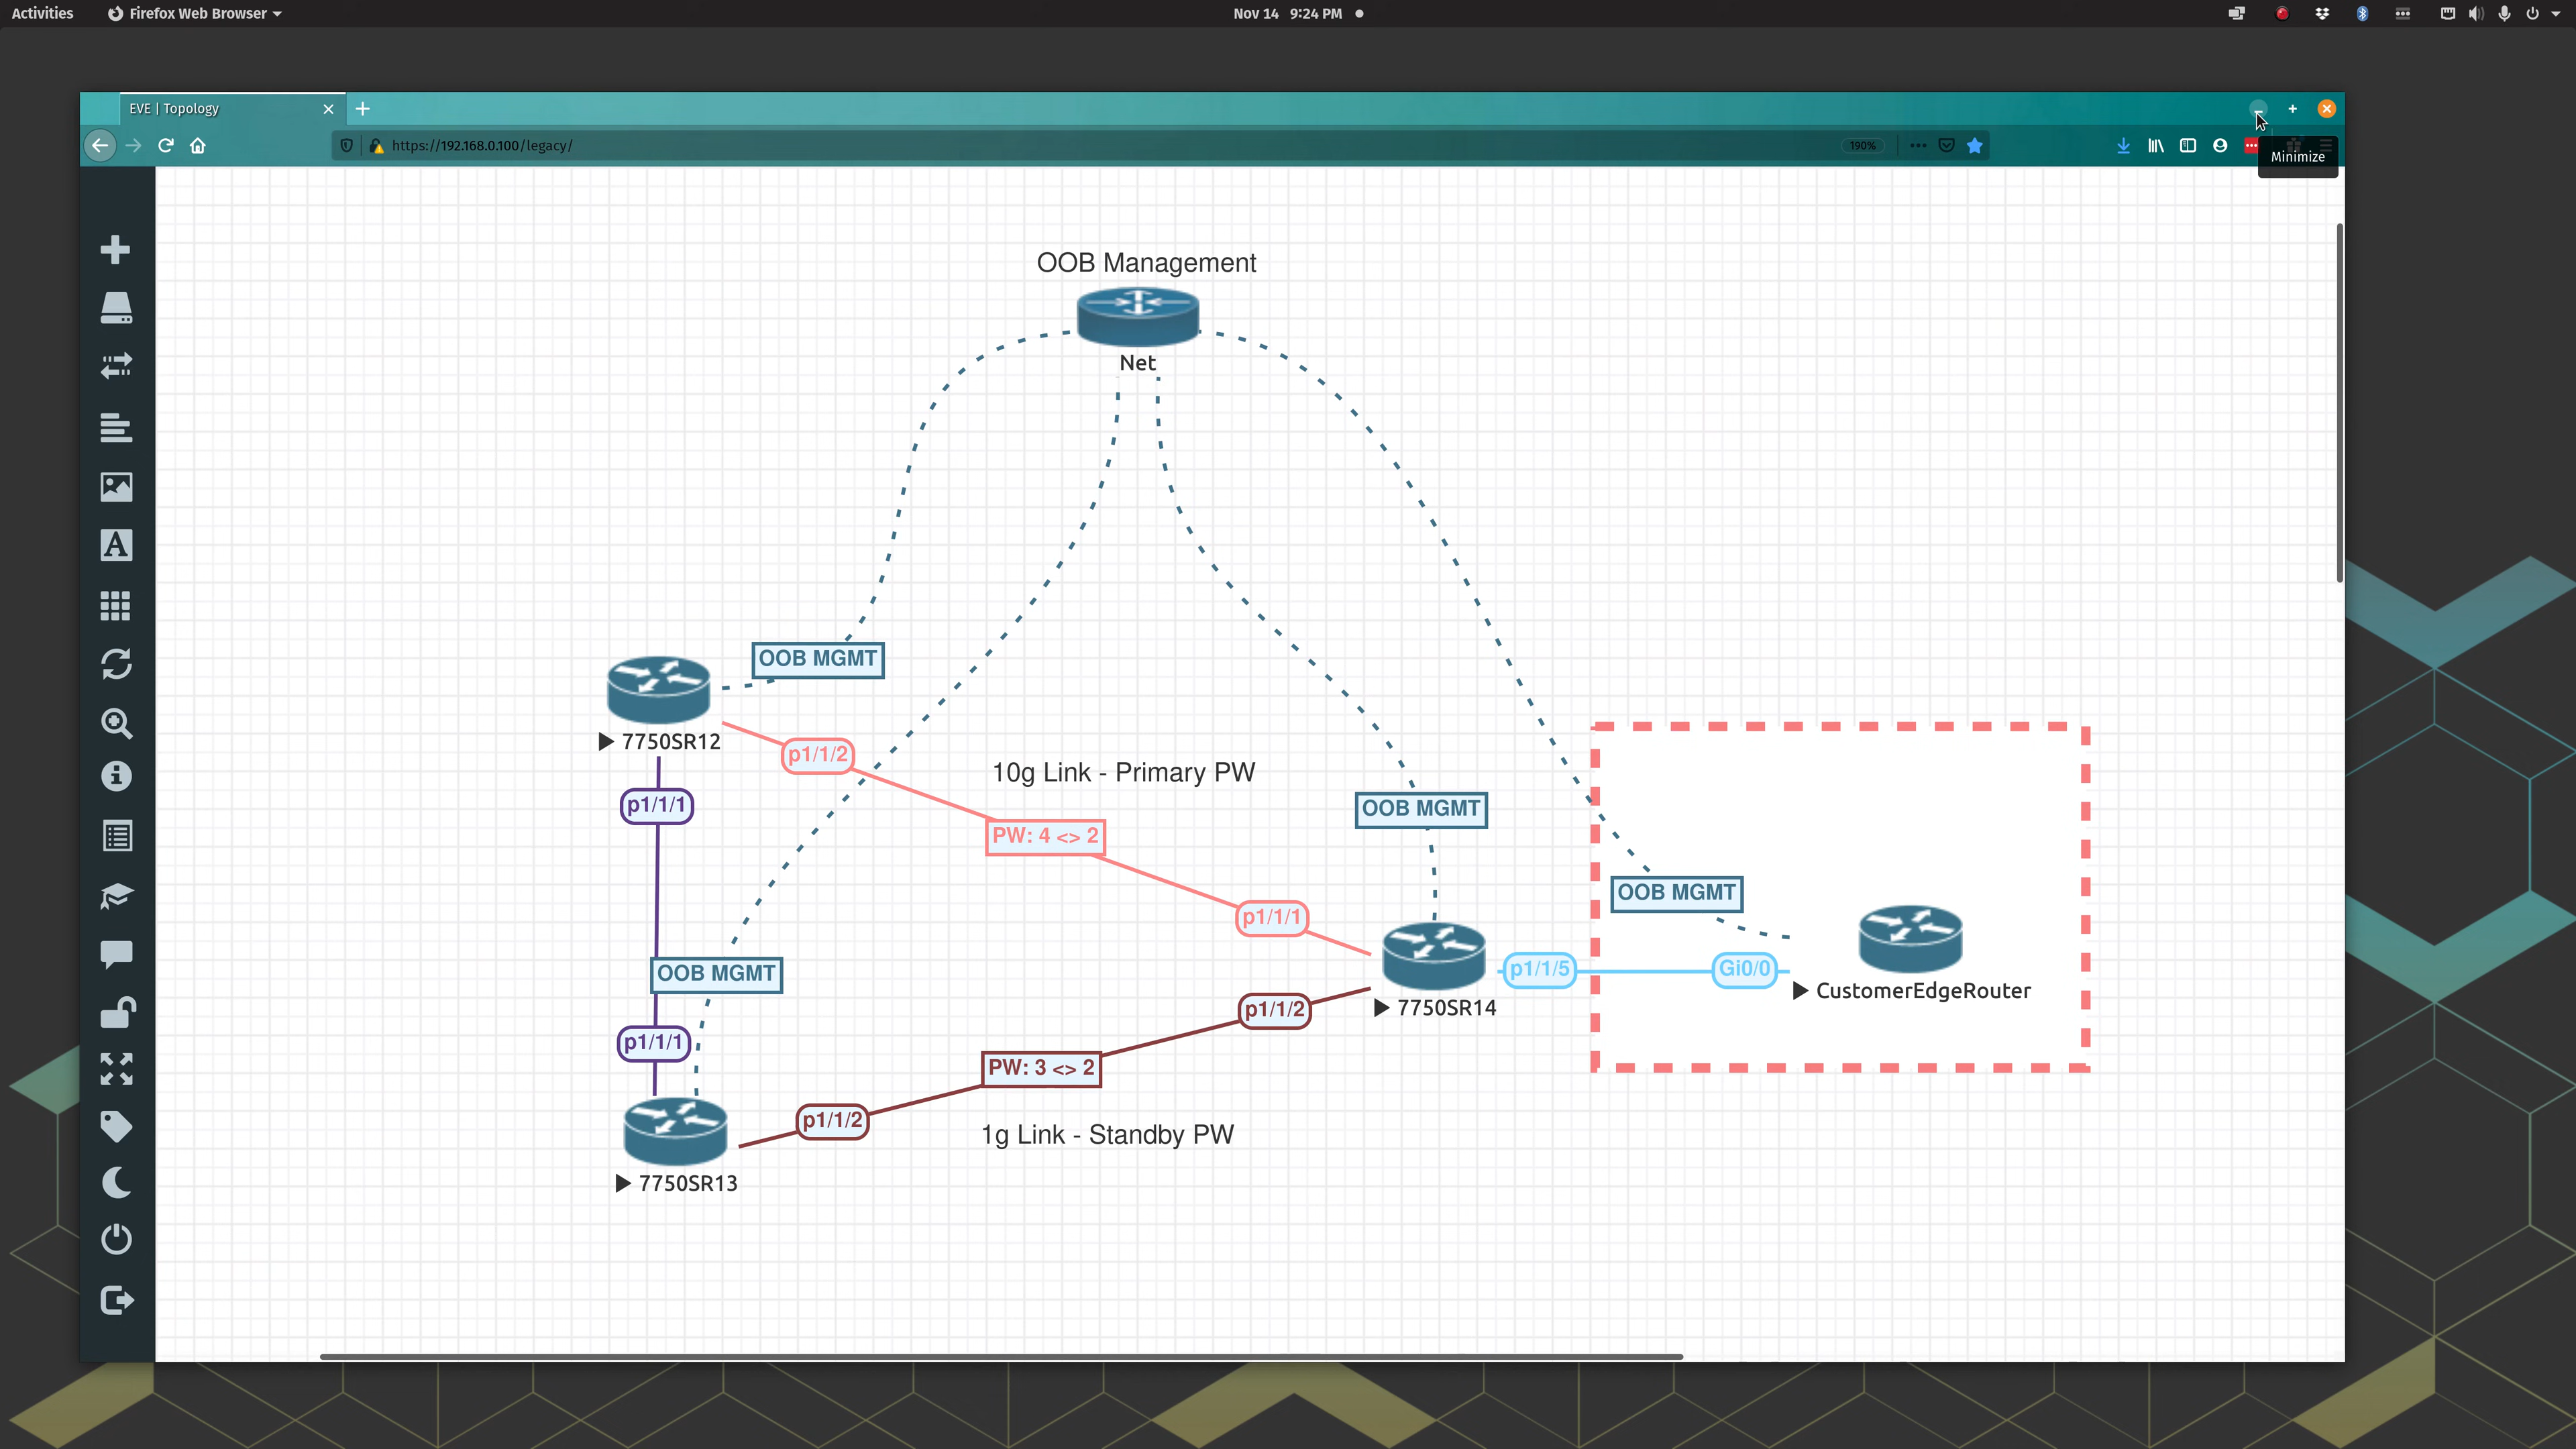 Activities
Firefox Web Browser
Nov 14 9:24 PM
EVE | Topology
https://192.168.0.100/legacy/
190%
Minimize
OOB Management
Net
OOB MGMT
7750SR12
p1/1/2
10g Link - Primary PW
p1/1/1
PW: 4 <> 2
OOB MGMT
OOB MGMT
p1/1/1
p1/1/5
Gi0/0
CustomerEdgeRouter
OOB MGMT
7750SR14
p1/1/2
p1/1/1
PW: 3 <> 2
p1/1/2
1g Link - Standby PW
7750SR13